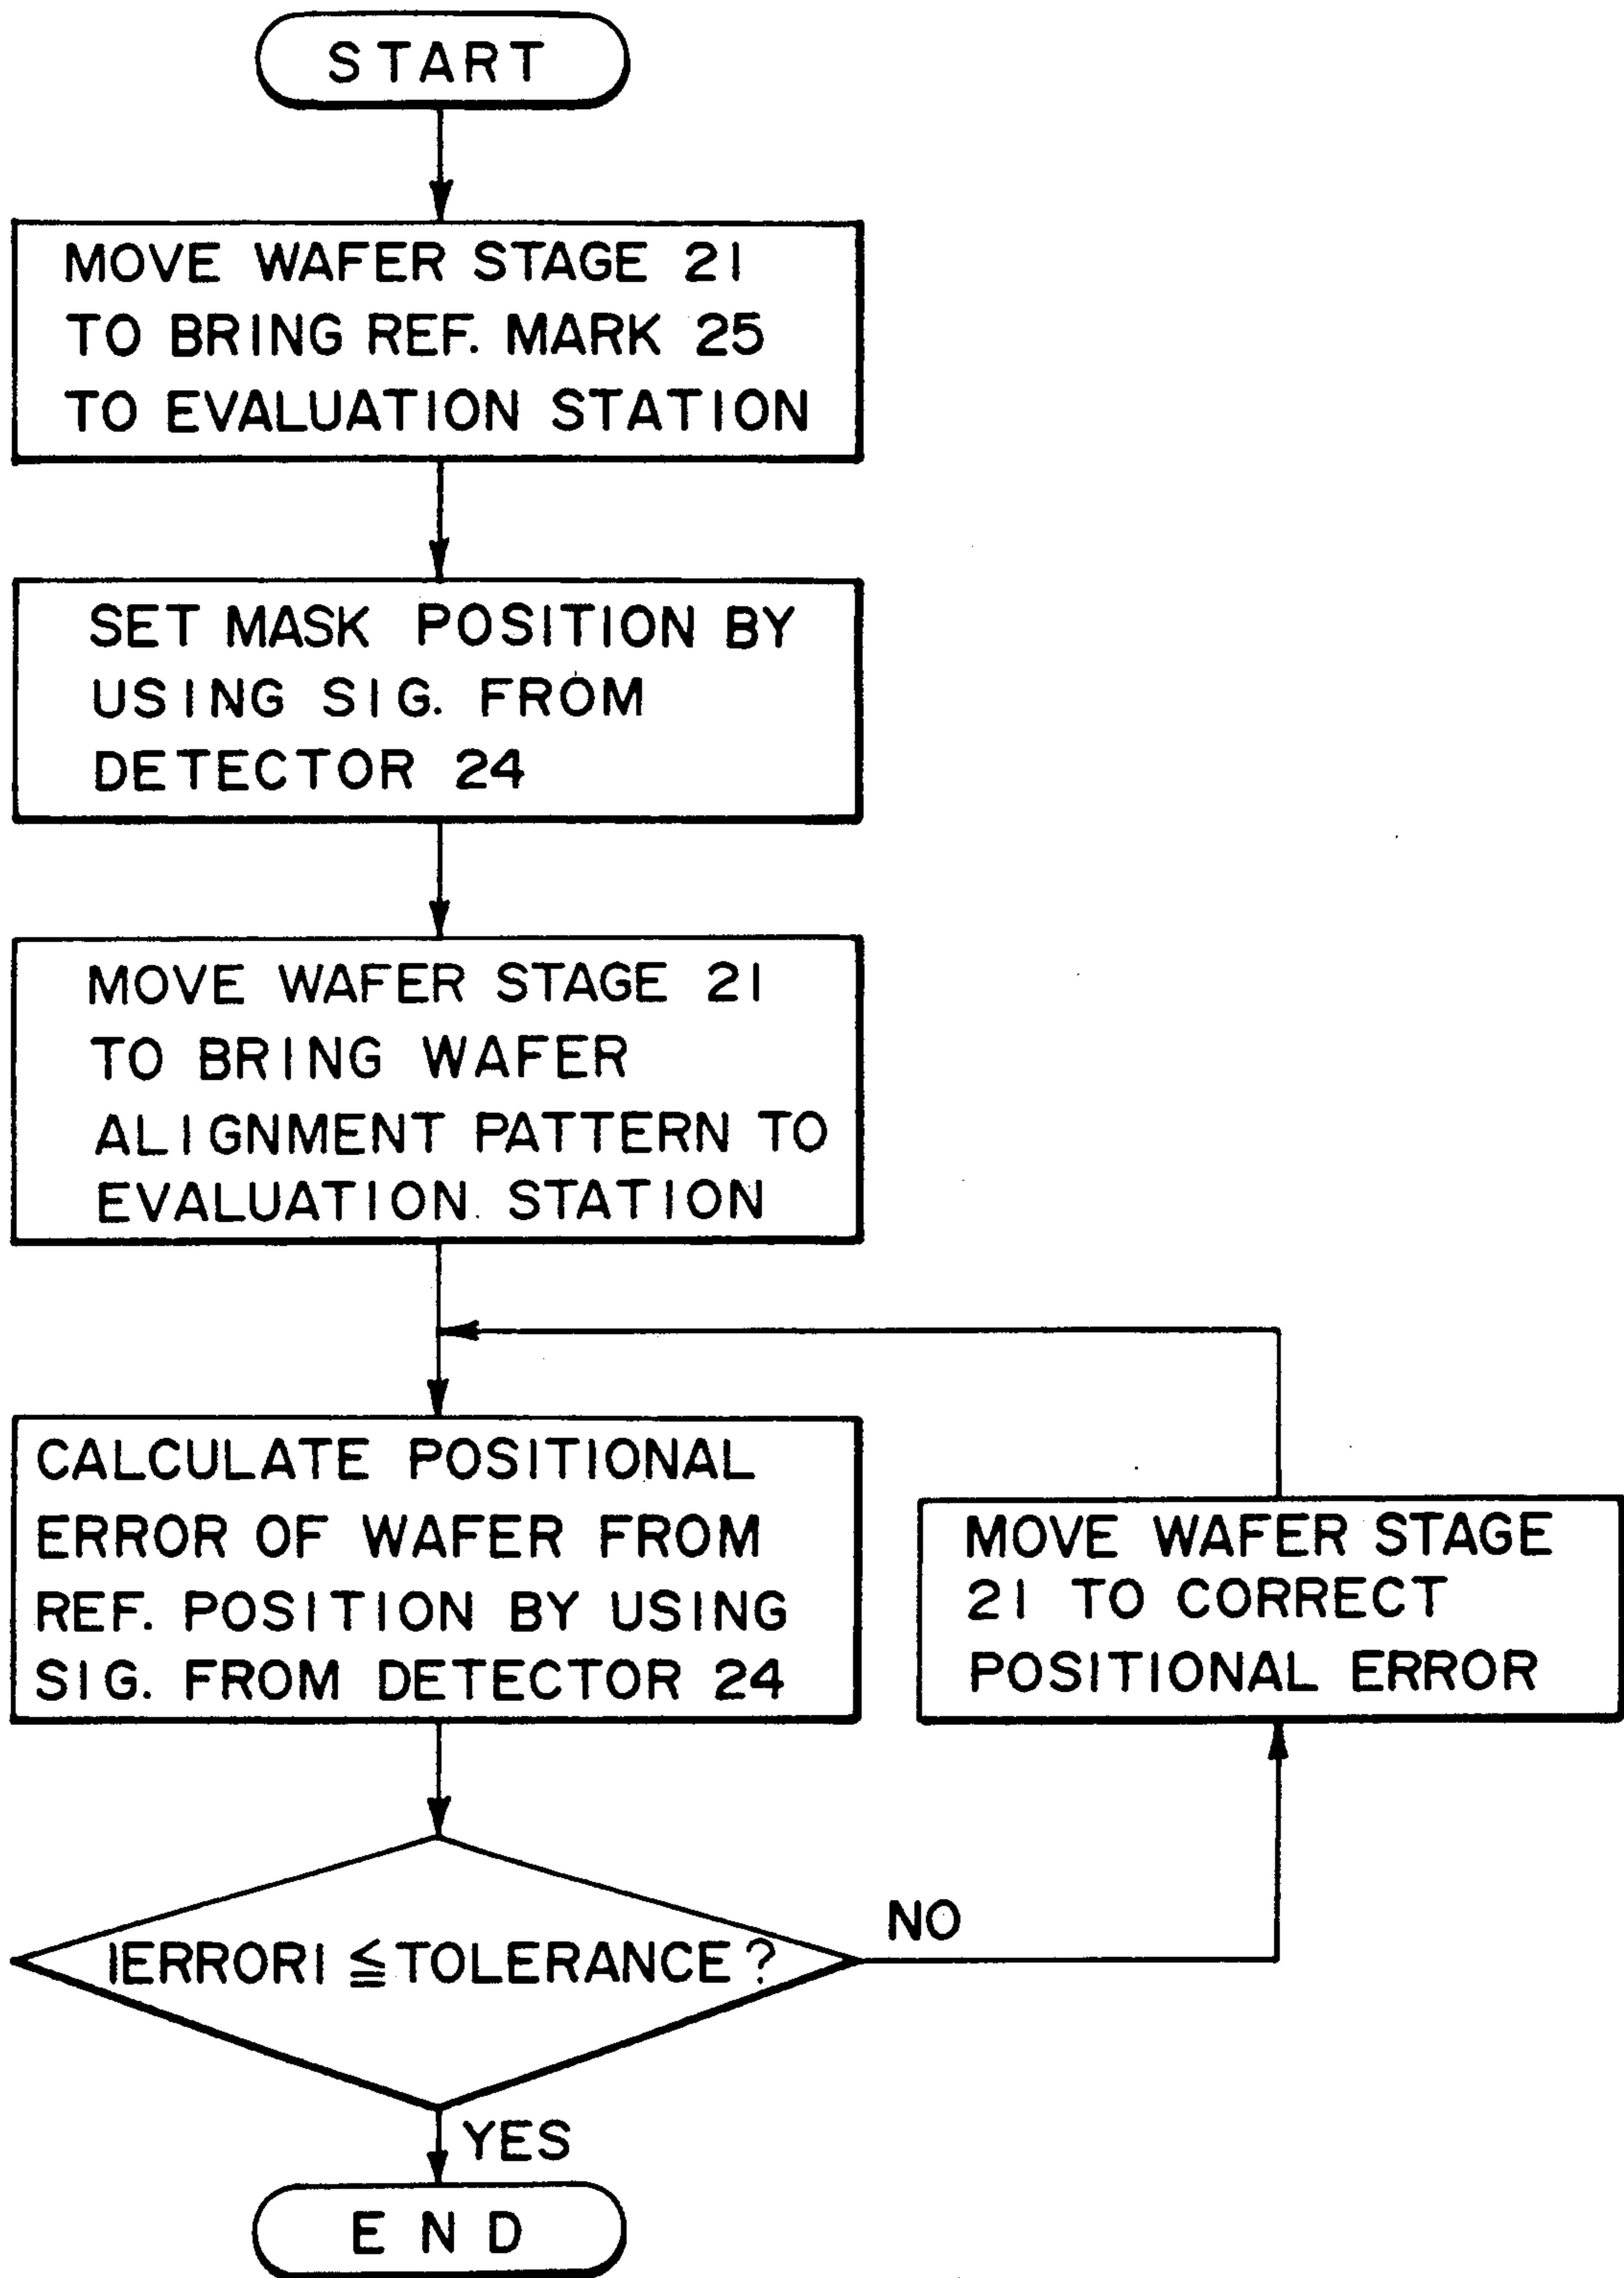 START
MOVE WAFER STAGE 21
TO BRING REF. MARK 25
TO EVALUATION STATION
SET MASK POSITION BY
USING SIG. FROM
DETECTOR 24
MOVE WAFER STAGE 21
TO BRING WAFER
ALIGNMENT PATTERN TO
EVALUATION STATION
CALCULATE POSITIONAL
ERROR OF WAFER FROM
REF. POSITION BY USING
SIG. FROM DETECTOR 24
MOVE WAFER STAGE
21 TO CORRECT
POSITIONAL ERROR
|ERROR| ≦ TOLERANCE?
NO
YES
END